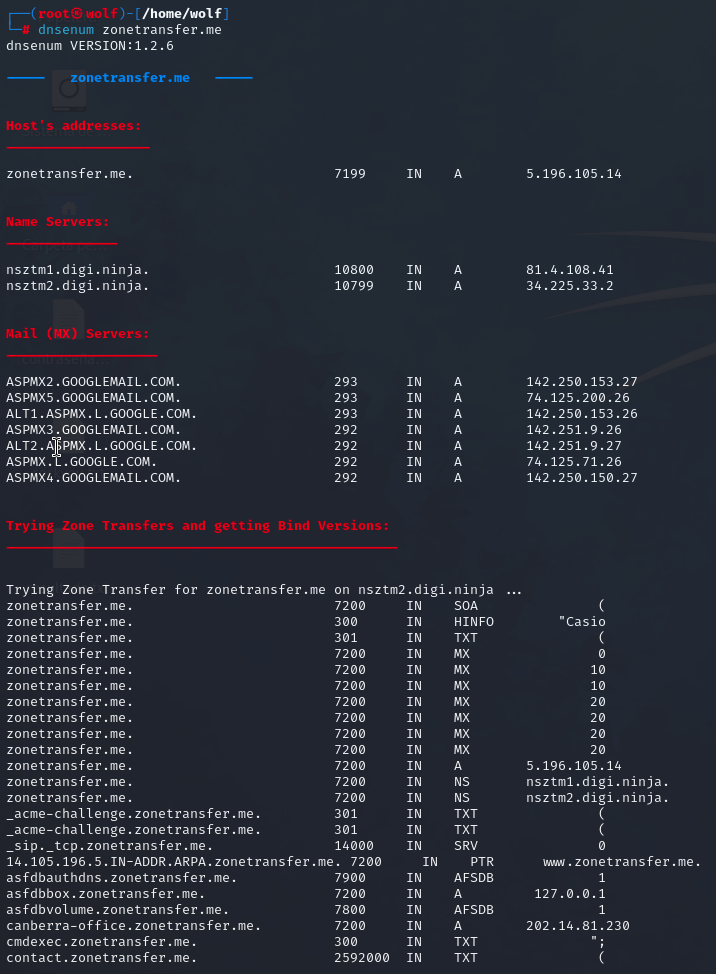 ┌──(root㉿wolf)-[/home/wolf]
└─# dnsenum zonetransfer.me
dnsenum VERSION:1.2.6
-----   zonetransfer.me   -----
Host's addresses:
zonetransfer.me. 7199 IN A 5.196.105.14
Name Servers:
nsztm1.digi.ninja. 10800 IN A 81.4.108.41
nsztm2.digi.ninja. 10799 IN A 34.225.33.2
Mail (MX) Servers:
ASPMX2.GOOGLEMAIL.COM. 293 IN A 142.250.153.27
ASPMX5.GOOGLEMAIL.COM. 293 IN A 74.125.200.26
ALT1.ASPMX.L.GOOGLE.COM. 293 IN A 142.250.153.26
ASPMX3.GOOGLEMAIL.COM. 292 IN A 142.251.9.26
ALT2.ASPMX.L.GOOGLE.COM. 292 IN A 142.251.9.27
ASPMX.L.GOOGLE.COM. 292 IN A 74.125.71.26
ASPMX4.GOOGLEMAIL.COM. 292 IN A 142.250.150.27
Trying Zone Transfers and getting Bind Versions:
Trying Zone Transfer for zonetransfer.me on nsztm2.digi.ninja ...
zonetransfer.me. 7200 IN SOA (
zonetransfer.me. 300 IN HINFO "Casio
zonetransfer.me. 301 IN TXT (
zonetransfer.me. 7200 IN MX 0
zonetransfer.me. 7200 IN MX 10
zonetransfer.me. 7200 IN MX 10
zonetransfer.me. 7200 IN MX 20
zonetransfer.me. 7200 IN MX 20
zonetransfer.me. 7200 IN MX 20
zonetransfer.me. 7200 IN MX 20
zonetransfer.me. 7200 IN A 5.196.105.14
zonetransfer.me. 7200 IN NS nsztm1.digi.ninja.
zonetransfer.me. 7200 IN NS nsztm2.digi.ninja.
_acme-challenge.zonetransfer.me. 301 IN TXT (
_acme-challenge.zonetransfer.me. 301 IN TXT (
_sip._tcp.zonetransfer.me. 14000 IN SRV 0
14.105.196.5.IN-ADDR.ARPA.zonetransfer.me. 7200 IN PTR www.zonetransfer.me.
asfdbauthdns.zonetransfer.me. 7900 IN AFSDB 1
asfdbbox.zonetransfer.me. 7200 IN A 127.0.0.1
asfdbvolume.zonetransfer.me. 7800 IN AFSDB 1
canberra-office.zonetransfer.me. 7200 IN A 202.14.81.230
cmdexec.zonetransfer.me. 300 IN TXT ";
contact.zonetransfer.me. 2592000 IN TXT (